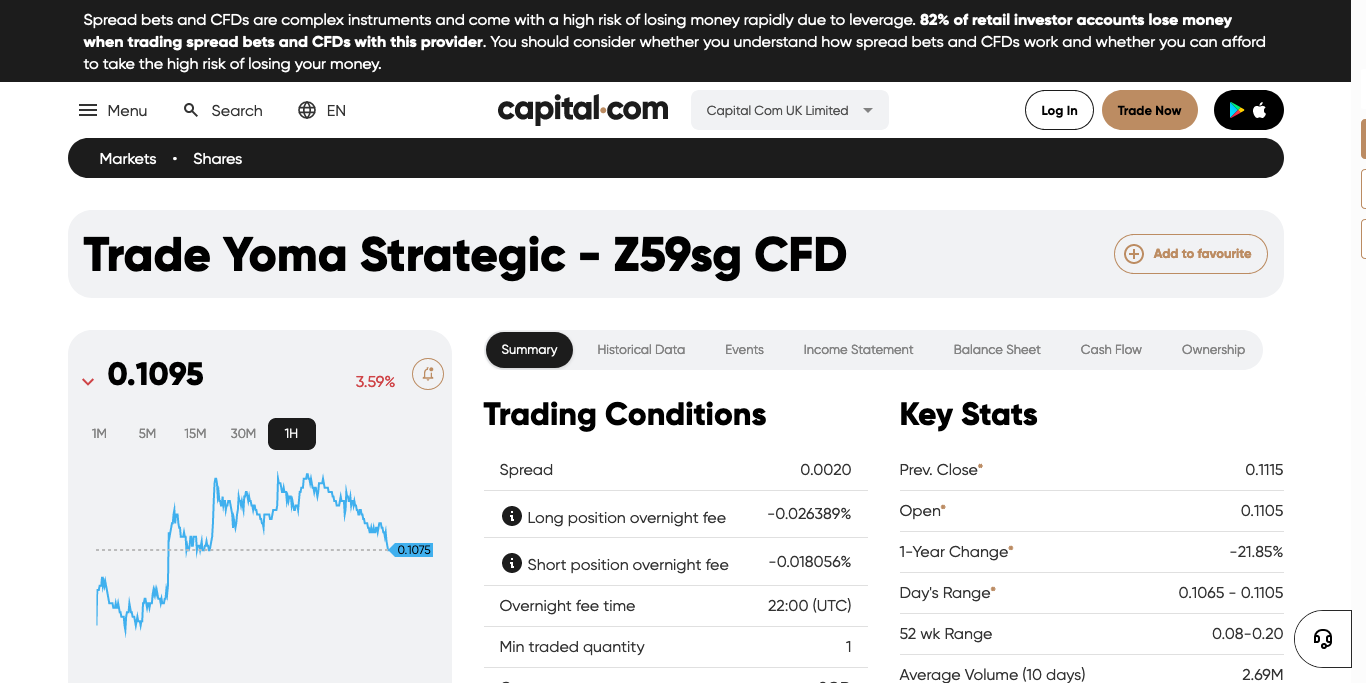 Spread bets and CFDs are complex instruments and come with a high risk of losing money rapidly due to leverage. 82% of retail investor accounts lose money
when trading spread bets and CFDs with this provider. You should consider whether you understand how spread bets and CFDs work and whether you can afford
to take the high risk of losing your money.
Menu Search EN capital.com Capital Com UK Limited Log In Trade Now
Markets • Shares
Trade Yoma Strategic - Z59sg CFD Add to favourite
0.1095 3.59%
1M 5M 15M 30M 1H
0.1075
Summary Historical Data Events Income Statement Balance Sheet Cash Flow Ownership
Trading Conditions
Spread 0.0020
Long position overnight fee -0.026389%
Short position overnight fee -0.018056%
Overnight fee time 22:00 (UTC)
Min traded quantity 1
Key Stats
Prev. Close* 0.1115
Open* 0.1105
1-Year Change* -21.85%
Day's Range* 0.1065 - 0.1105
52 wk Range 0.08-0.20
Average Volume (10 days) 2.69M